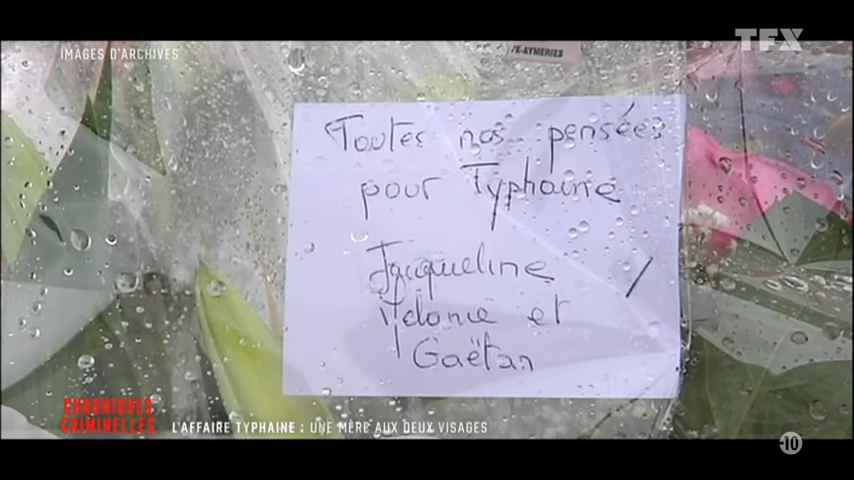 IMAGES D'ARCHIVES
TFX
E-AYMERIES
Toutes nos pensées
pour Typhaine
Jacqueline
et
Gaëtan
CHRONIQUES
CRIMINELLES
L'AFFAIRE TYPHAINE : UNE MÈRE AUX DEUX VISAGES
-10